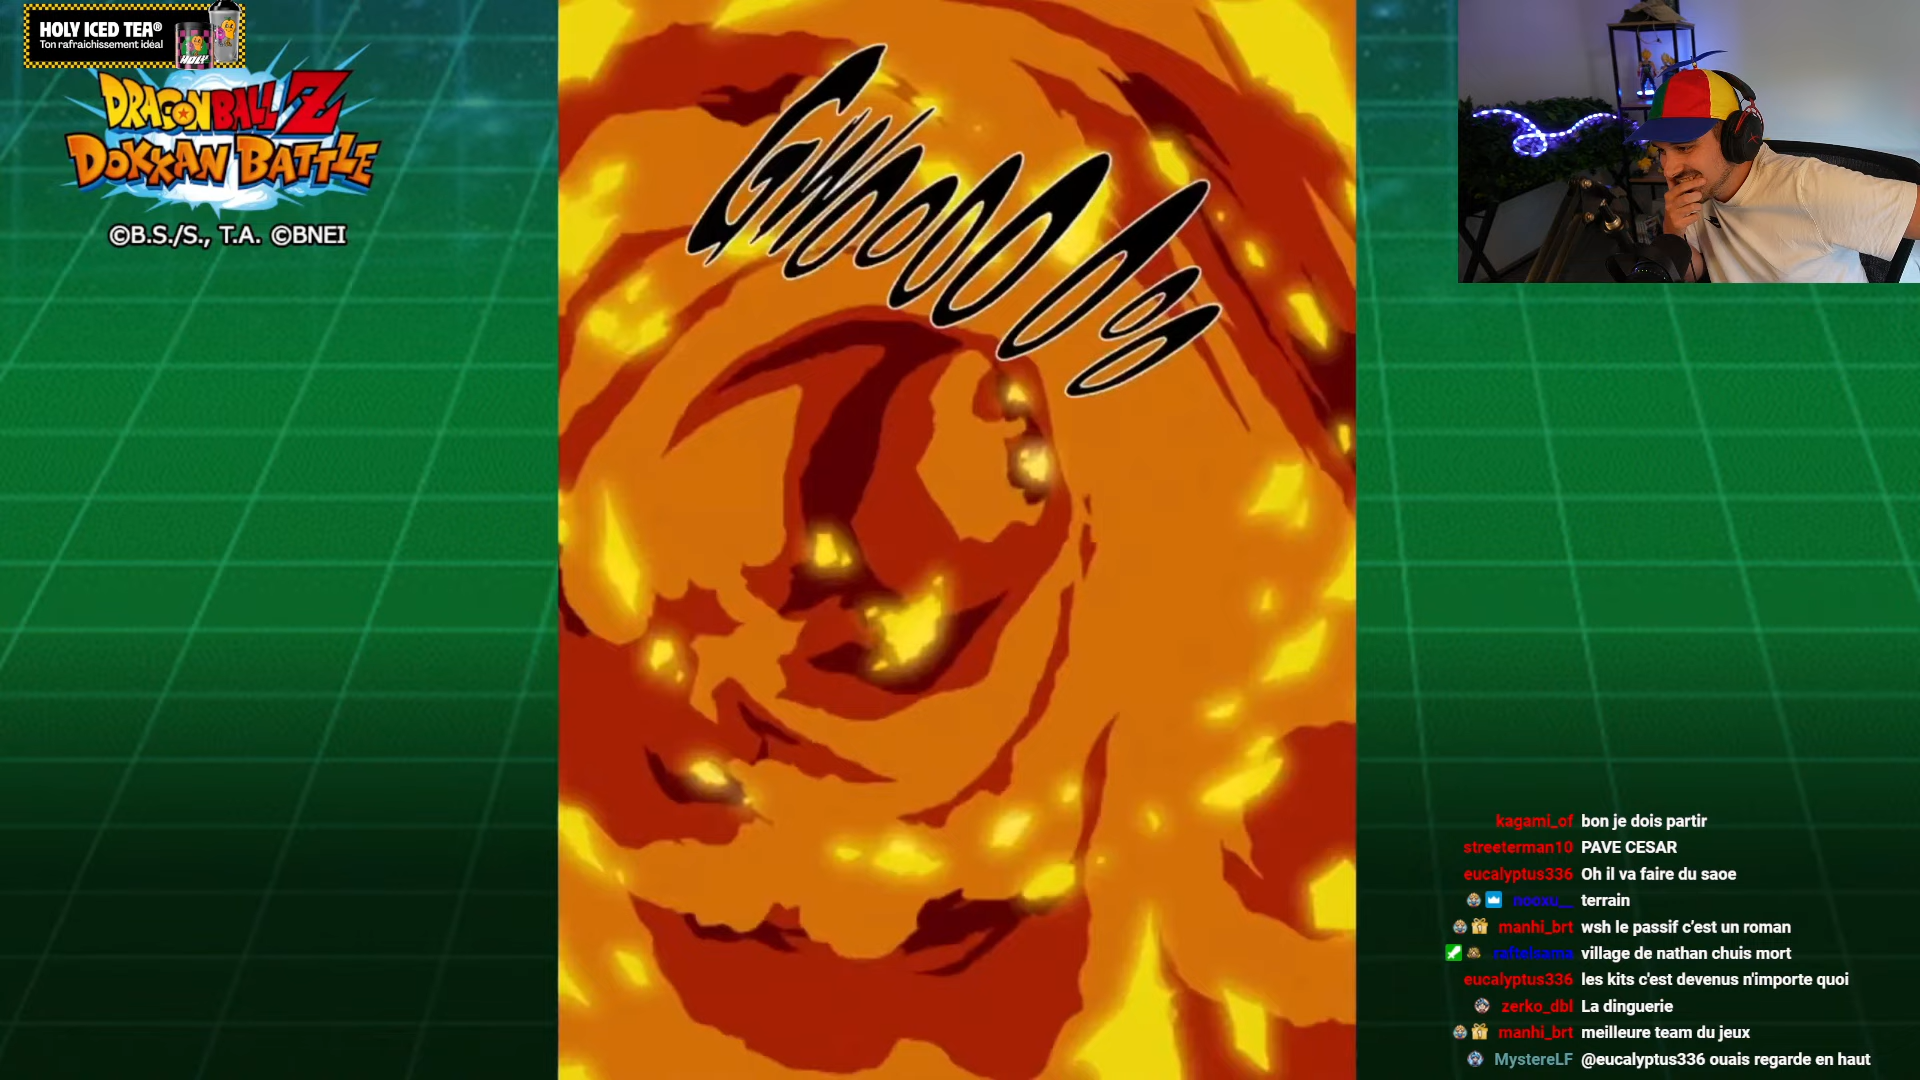 HOLY ICED TEA®
Ton rafraichissement idéal
HOLY
DRAGON BALL Z
DOKKAN BATTLE
©B.S./S., T.A. ©BNEI
kagami_of bon je dois partir
streeterman10 PAVE CESAR
eucalyptus336 Oh il va faire du saoe
nooxu__ terrain
manhi_brt wsh le passif c'est un roman
raftelsama village de nathan chuis mort
eucalyptus336 les kits c'est devenus n'importe quoi
zerko_dbl La dinguerie
manhi_brt meilleure team du jeux
MystereLF @eucalyptus336 ouais regarde en haut